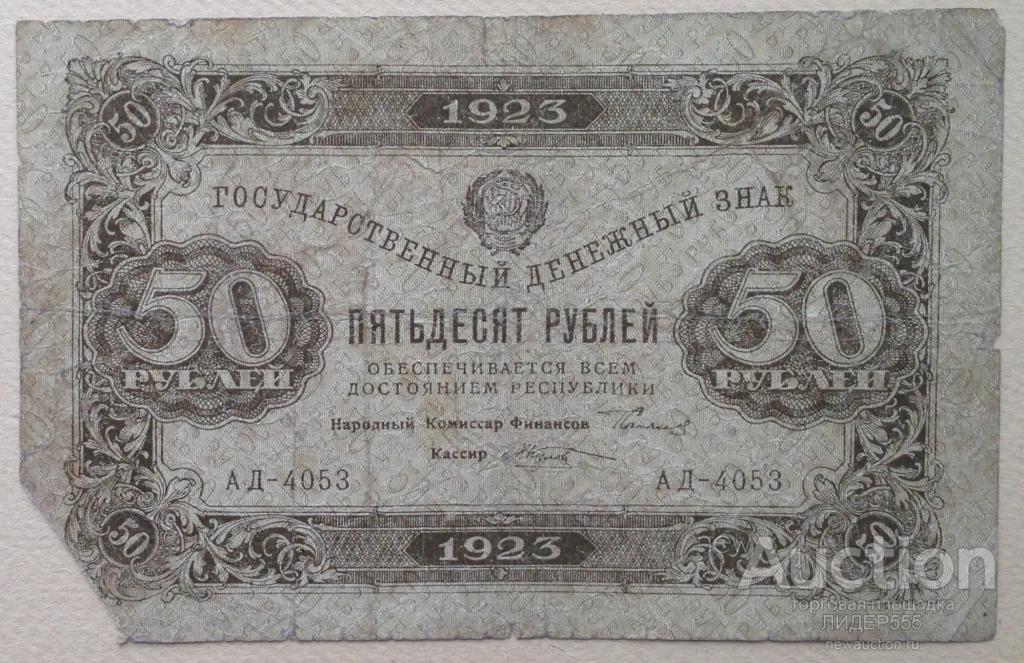 50 1923 50
ГОСУДАРСТВЕННЫЙ ДЕНЕЖНЫЙ ЗНАК
50 РУБЛЕЙ
ПЯТЬДЕСЯТ РУБЛЕЙ
ОБЕСПЕЧИВАЕТСЯ ВСЕМ
ДОСТОЯНИЕМ РЕСПУБЛИКИ
50 РУБЛЕЙ
Народный Комиссар Финансов
Кассир
АД-4053 АД-4053
50 1923 50
NEW Auction
торговая площадка
ЛИДЕР555
newauction.ru